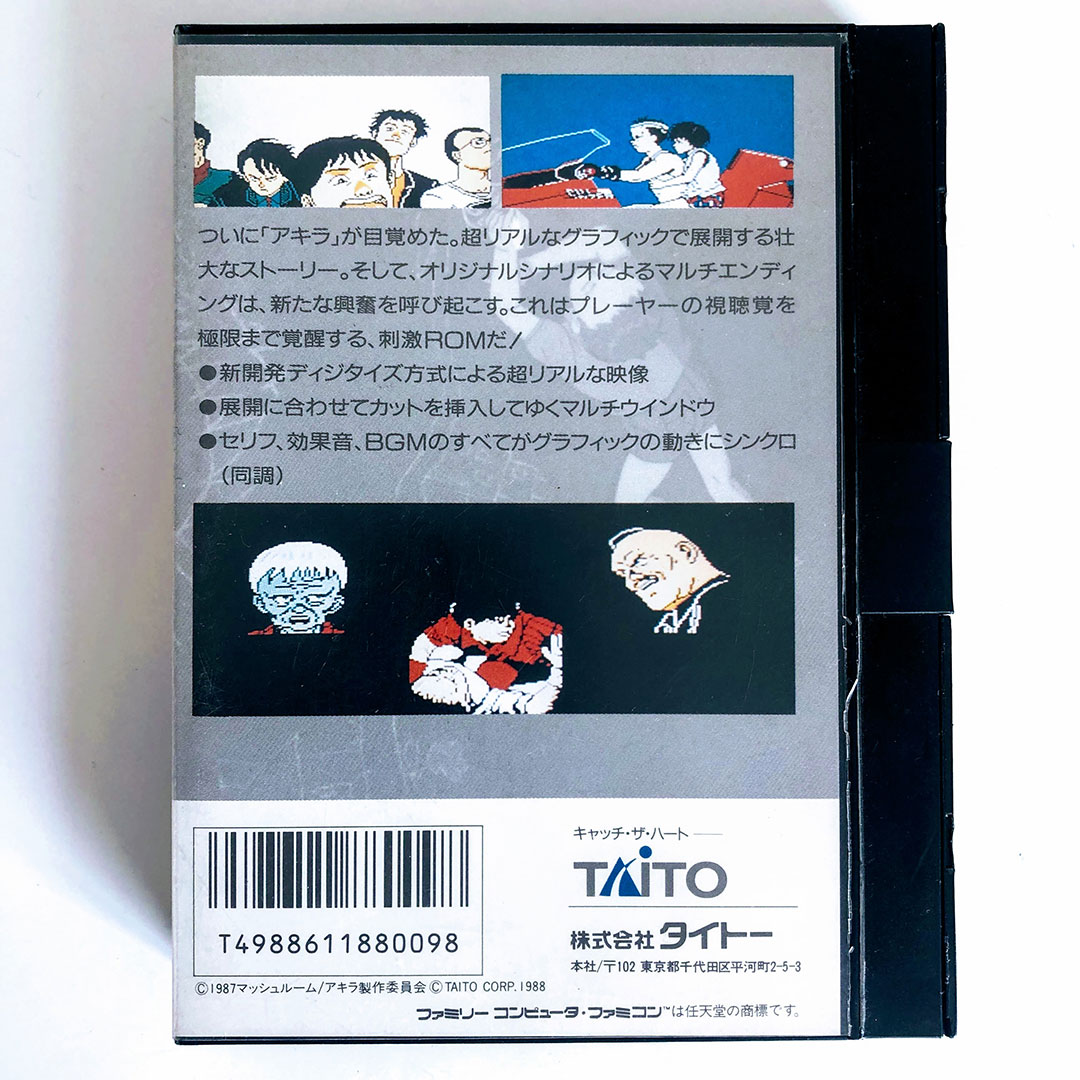 ついに「アキラ」が目覚めた。超リアルなグラフィックで展開する壮
大なストーリー。そして、オリジナルシナリオによるマルチエンディ
ングは、新たな興奮を呼び起こす。これはプレーヤーの視聴覚を
極限まで覚醒する、刺激ROMだ!
●新開発ディジタイズ方式による超リアルな映像
●展開に合わせてカットを挿入してゆくマルチウインドウ
●セリフ、効果音、BGMのすべてがグラフィックの動きにシンクロ
(同調)
キャッチ・ザ・ハート
TAITO
株式会社 タイトー
本社/〒102 東京都千代田区平河町2-5-3
T4988611880098
©1987マッシュルーム/アキラ製作委員会 ©TAITO CORP. 1988
ファミリーコンピュータ・ファミコン™は任天堂の商標です。